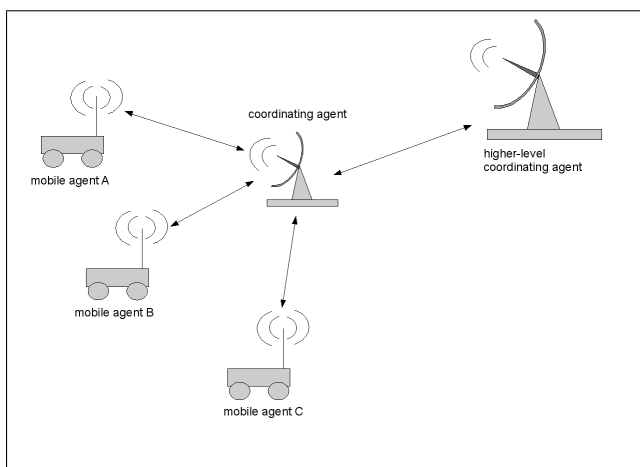 coordinating agent
mobile agent A
higher-level
coordinating agent
mobile agent B
mobile agent C